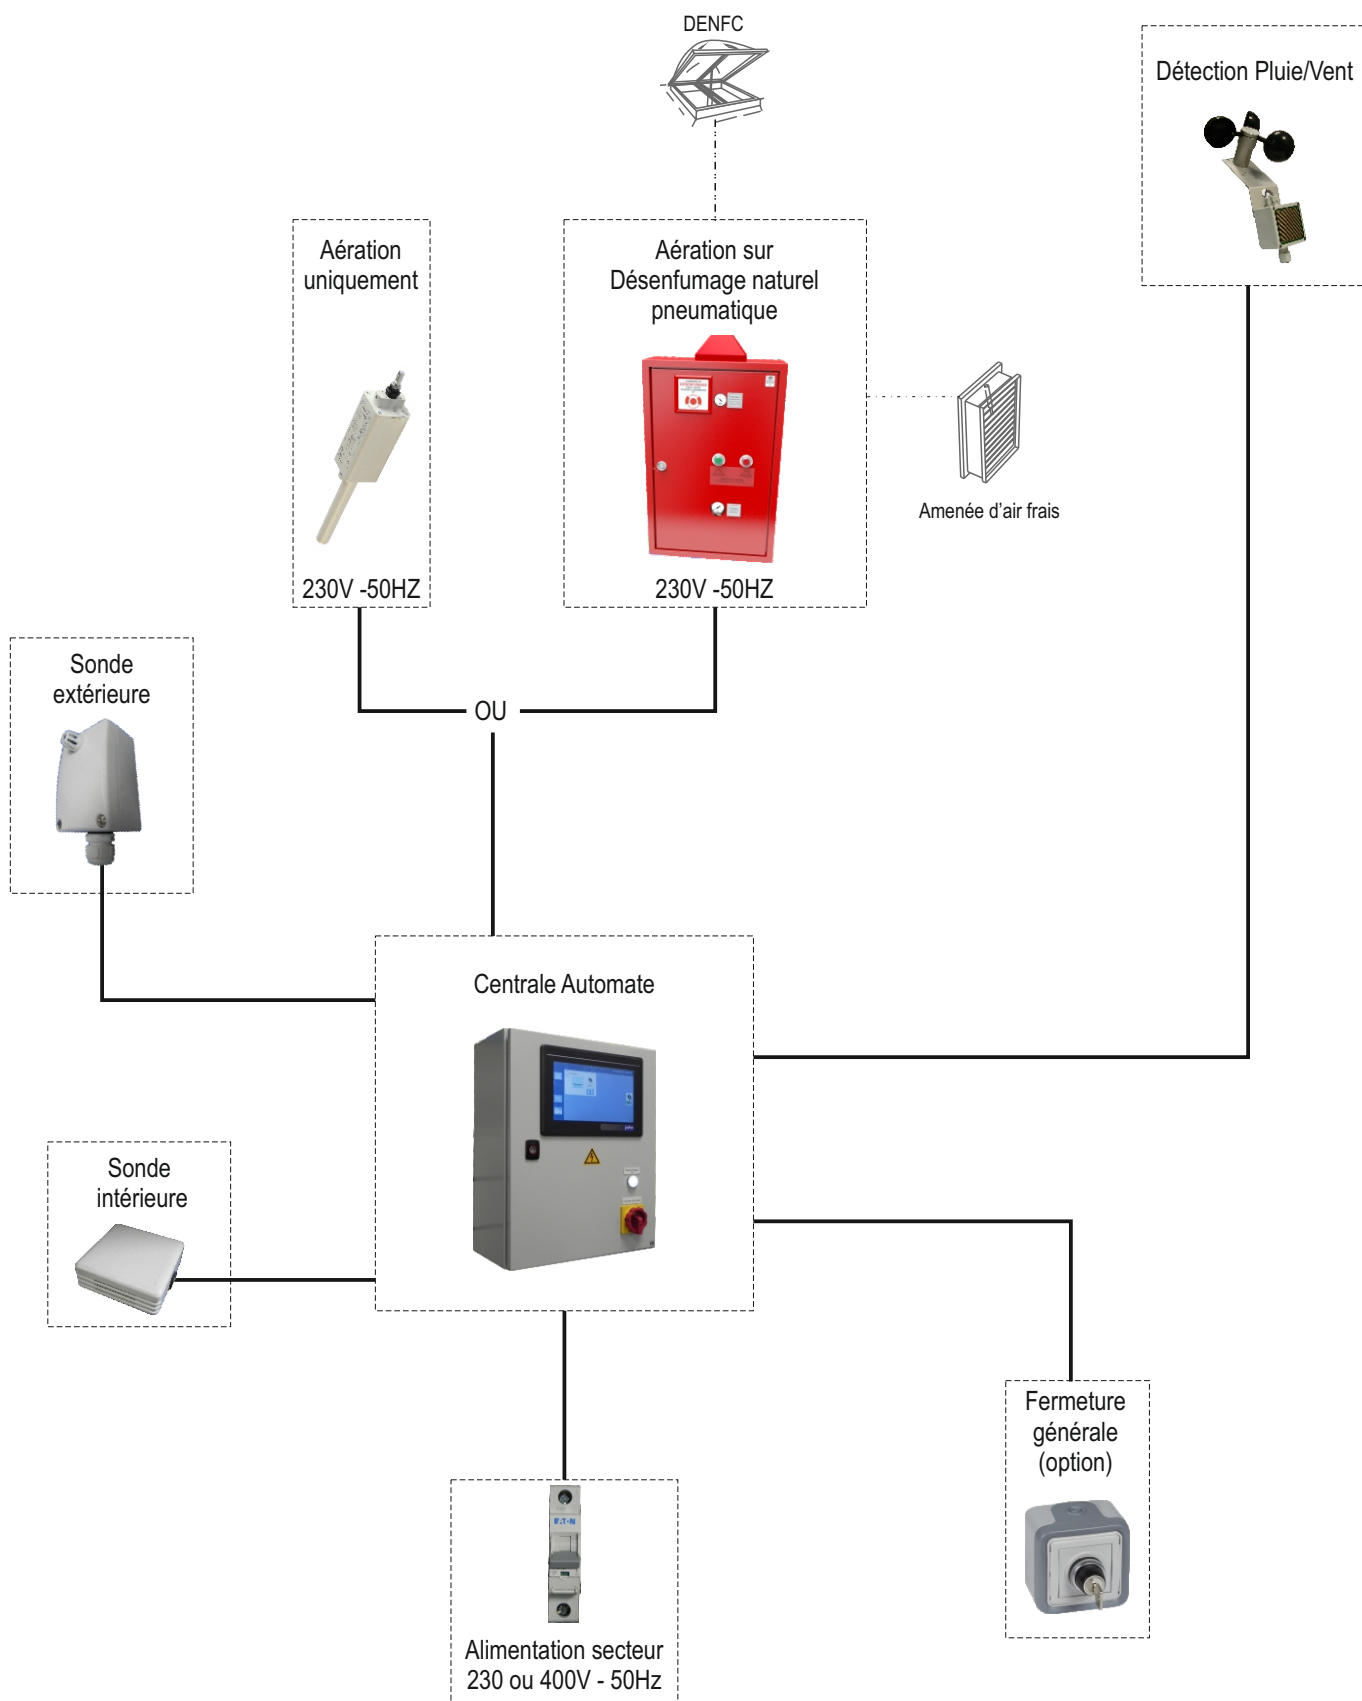 DENFC
Détection Pluie/Vent
Aération
uniquement
230V -50HZ
Aération sur
Désenfumage naturel
pneumatique
230V -50HZ
Amenée d'air frais
OU
Sonde
extérieure
Centrale Automate
Sonde
intérieure
Fermeture
générale
(option)
EATON
Alimentation secteur
230 ou 400V - 50Hz